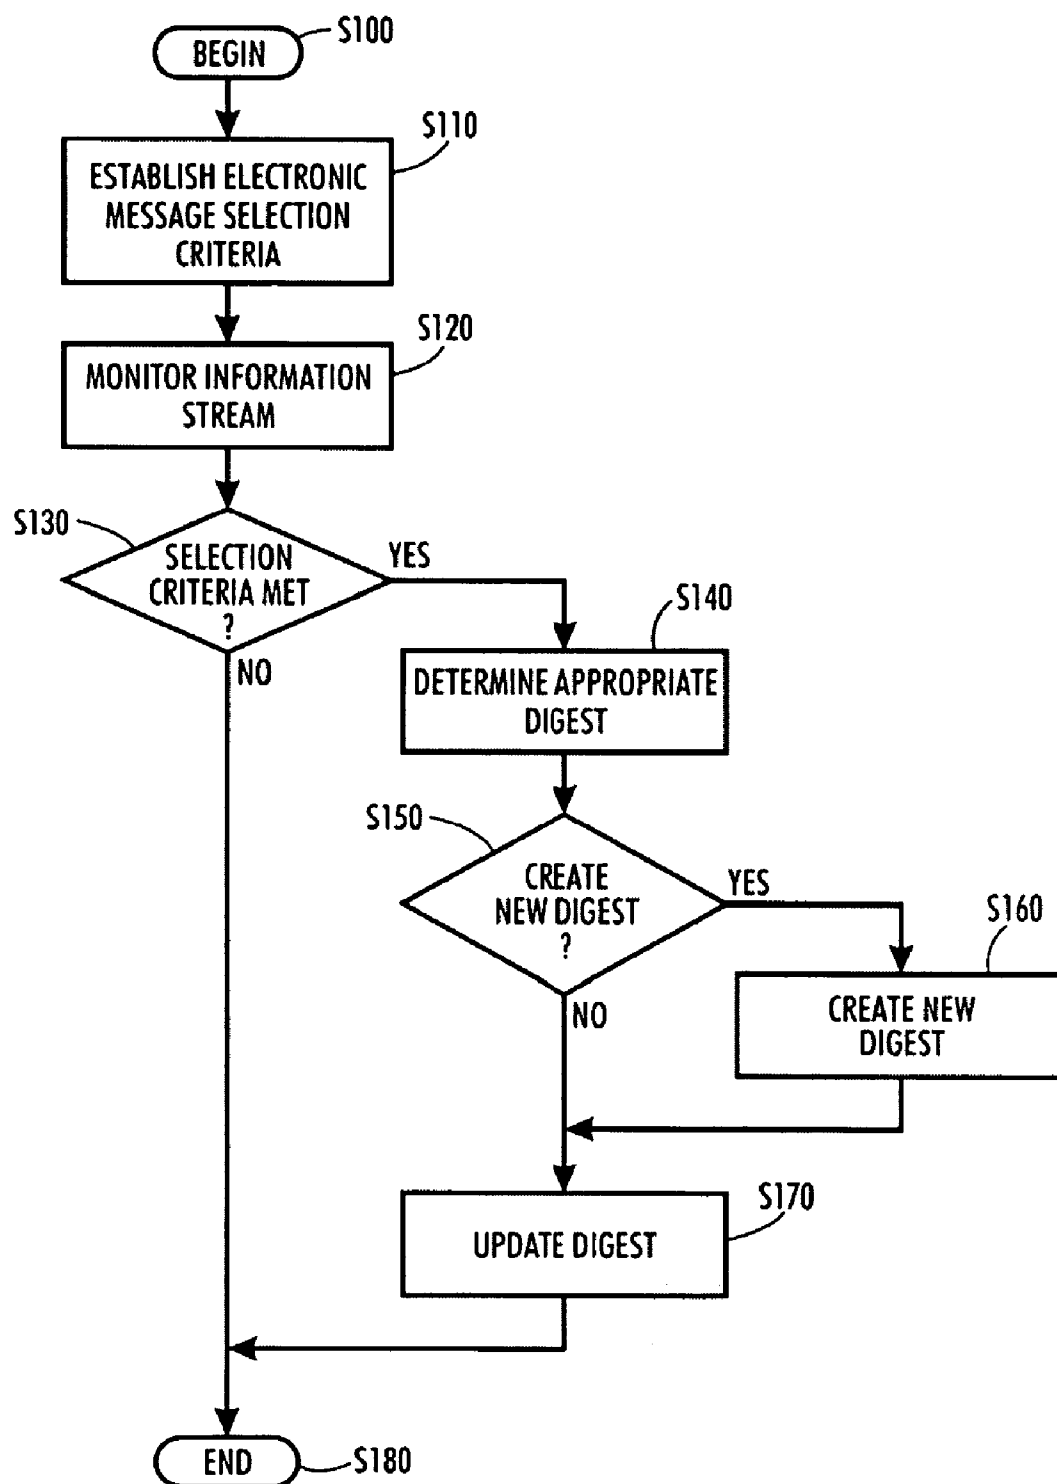 BEGIN
S100
S110
ESTABLISH ELECTRONIC
MESSAGE SELECTION
CRITERIA
S120
MONITOR INFORMATION
STREAM
S130
SELECTION
CRITERIA MET
?
YES
NO
S140
DETERMINE APPROPRIATE
DIGEST
S150
CREATE
NEW DIGEST
?
YES
NO
S160
CREATE NEW
DIGEST
S170
UPDATE DIGEST
END
S180